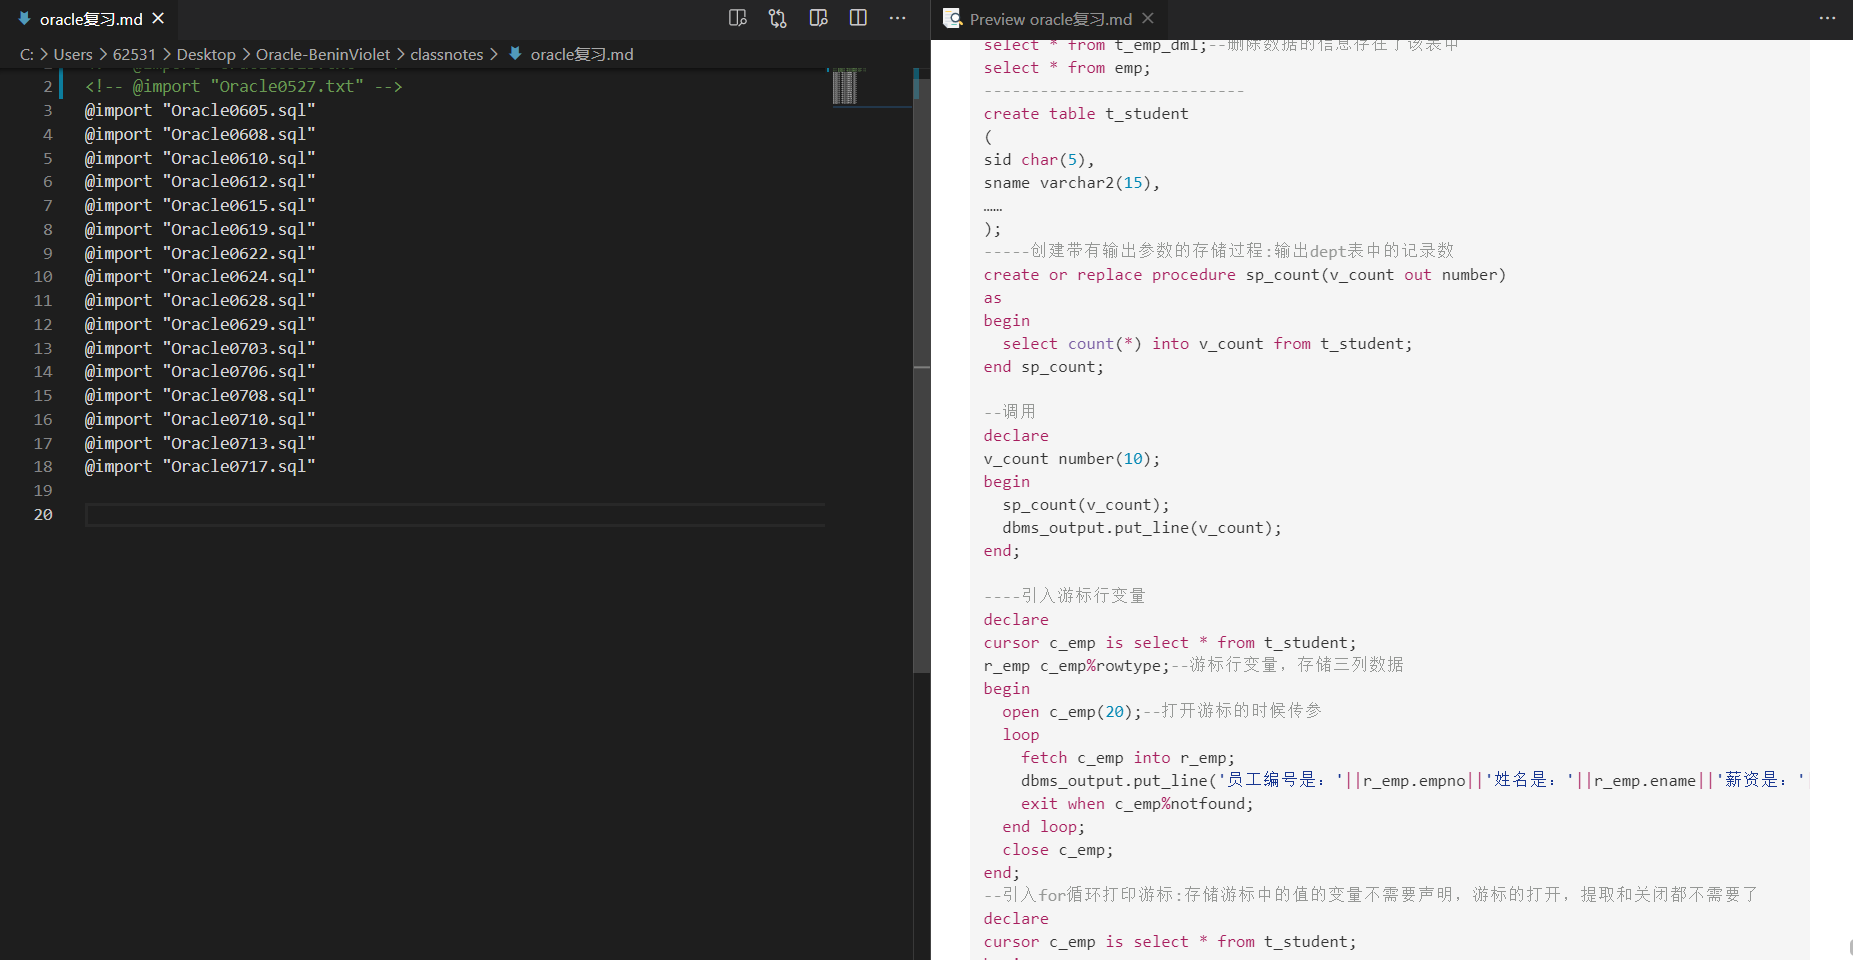 oracle复习.md
C: > Users > 62531 > Desktop > Oracle-BeninViolet > classnotes > oracle复习.md
2 <!-- @import "Oracle0527.txt" -->
3 @import "Oracle0605.sql"
4 @import "Oracle0608.sql"
5 @import "Oracle0610.sql"
6 @import "Oracle0612.sql"
7 @import "Oracle0615.sql"
8 @import "Oracle0619.sql"
9 @import "Oracle0622.sql"
10 @import "Oracle0624.sql"
11 @import "Oracle0628.sql"
12 @import "Oracle0629.sql"
13 @import "Oracle0703.sql"
14 @import "Oracle0706.sql"
15 @import "Oracle0708.sql"
16 @import "Oracle0710.sql"
17 @import "Oracle0713.sql"
18 @import "Oracle0717.sql"
19
20
Preview oracle复习.md
select * from t_emp_dml;--删除数据的信息存在了该表中
select * from emp;
----------------------------
create table t_student
(
sid char(5),
sname varchar2(15),
……
);
-----创建带有输出参数的存储过程:输出dept表中的记录数
create or replace procedure sp_count(v_count out number)
as
begin
  select count(*) into v_count from t_student;
end sp_count;
--调用
declare
v_count number(10);
begin
  sp_count(v_count);
  dbms_output.put_line(v_count);
end;
----引入游标行变量
declare
cursor c_emp is select * from t_student;
r_emp c_emp%rowtype;--游标行变量，存储三列数据
begin
  open c_emp(20);--打开游标的时候传参
  loop
    fetch c_emp into r_emp;
    dbms_output.put_line('员工编号是：'||r_emp.empno||'姓名是：'||r_emp.ename||'薪资是：'|
    exit when c_emp%notfound;
  end loop;
  close c_emp;
end;
--引入for循环打印游标:存储游标中的值的变量不需要声明，游标的打开，提取和关闭都不需要了
declare
cursor c_emp is select * from t_student;